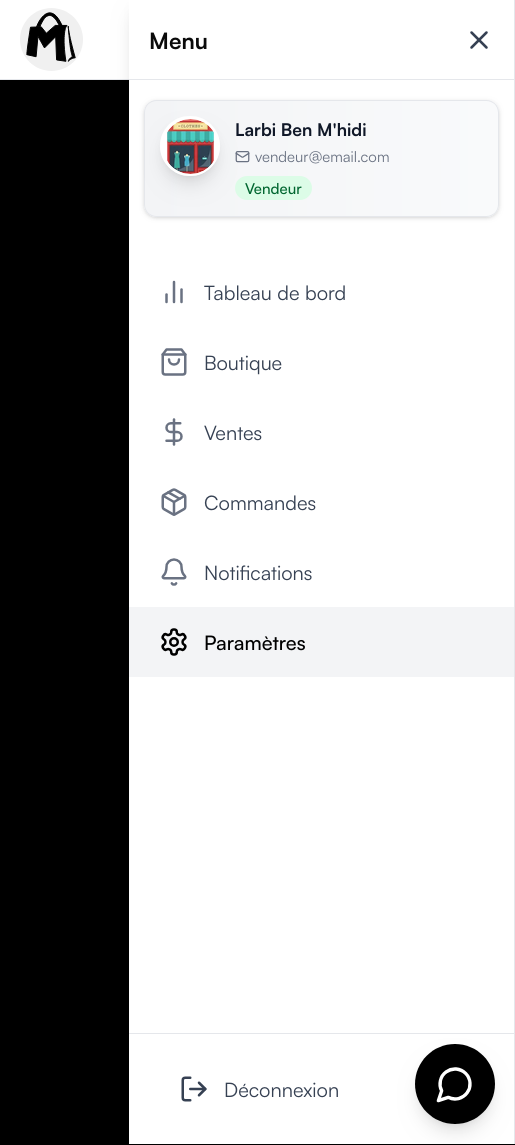 M
Menu
Larbi Ben M'hidi
vendeur@email.com
Vendeur
Tableau de bord
Boutique
Ventes
Commandes
Notifications
Paramètres
Déconnexion